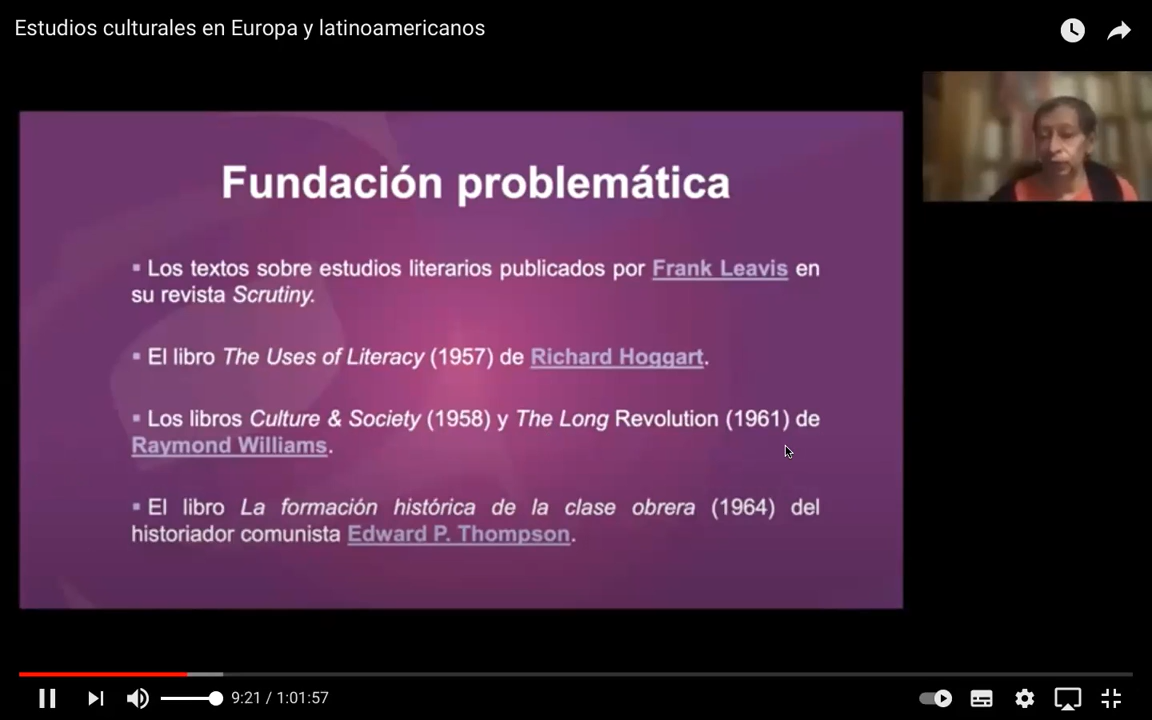 Estudios culturales en Europa y latinoamericanos
Fundación problemática
▪ Los textos sobre estudios literarios publicados por Frank Leavis en
su revista Scrutiny.
▪ El libro The Uses of Literacy (1957) de Richard Hoggart.
▪ Los libros Culture & Society (1958) y The Long Revolution (1961) de
Raymond Williams.
▪ El libro La formación histórica de la clase obrera (1964) del
historiador comunista Edward P. Thompson.
9:21 / 1:01:57